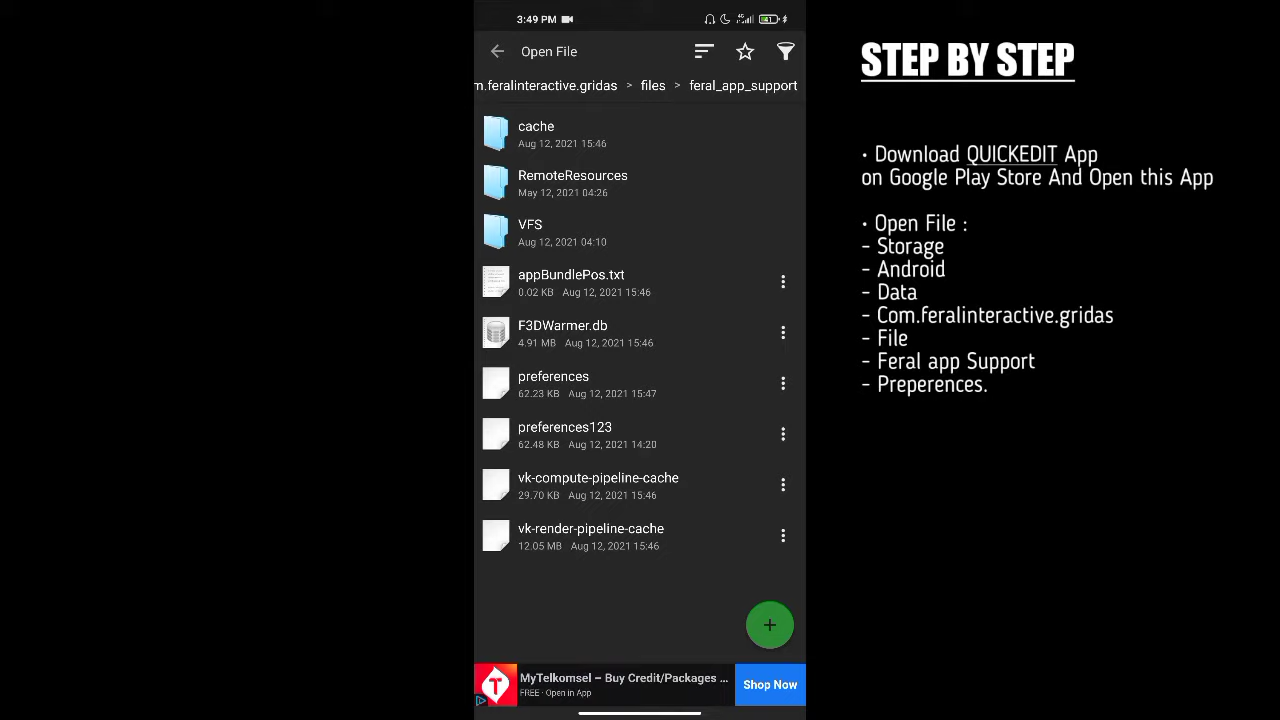 3:49 PM
4G
41
Open File
m.feralinteractive.gridas > files > feral_app_support
cache
Aug 12, 2021 15:46
RemoteResources
May 12, 2021 04:26
VFS
Aug 12, 2021 04:10
appBundlePos.txt
0.02 KB Aug 12, 2021 15:46
F3DWarmer.db
4.91 MB Aug 12, 2021 15:46
preferences
62.23 KB Aug 12, 2021 15:47
preferences123
62.48 KB Aug 12, 2021 14:20
vk-compute-pipeline-cache
29.70 KB Aug 12, 2021 15:46
vk-render-pipeline-cache
12.05 MB Aug 12, 2021 15:46
+
MyTelkomsel – Buy Credit/Packages ...
FREE · Open in App
Shop Now
STEP BY STEP
• Download QUICKEDIT App
on Google Play Store And Open this App
• Open File :
- Storage
- Android
- Data
- Com.feralinteractive.gridas
- File
- Feral app Support
- Preperences.